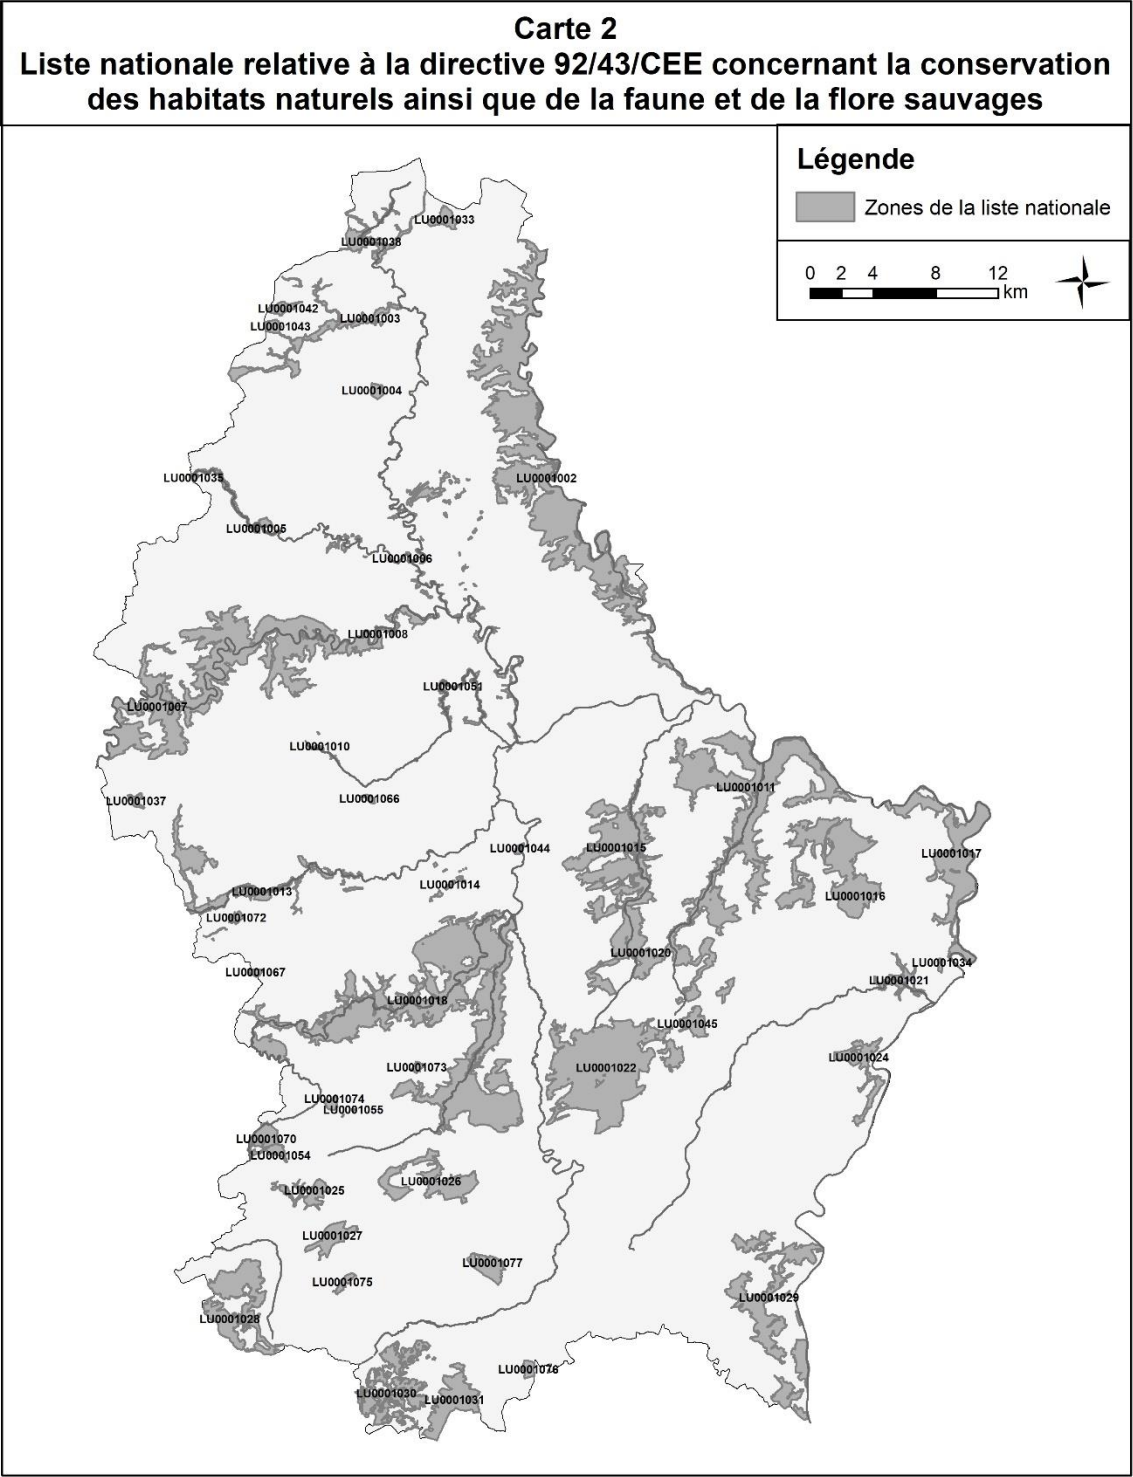 Carte 2
Liste nationale relative à la directive 92/43/CEE concernant la conservation
des habitats naturels ainsi que de la faune et de la flore sauvages
Légende
Zones de la liste nationale
0 2 4 8 12
km
LU0001033
LU0001038
LU0001042
LU0001003
LU0001043
LU0001004
LU0001035
LU0001002
LU0001005
LU0001006
LU0001008
LU0001051
LU0001007
LU0001010
LU0001011
LU0001037
LU0001066
LU0001044
LU0001015
LU0001017
LU0001014
LU0001013
LU0001016
LU0001072
LU0001020
LU0001034
LU0001067
LU0001021
LU0001018
LU0001045
LU0001024
LU0001073
LU0001022
LU0001074
LU0001055
LU0001070
LU0001054
LU0001026
LU0001025
LU0001027
LU0001077
LU0001075
LU0001029
LU0001028
LU0001076
LU0001030
LU0001031